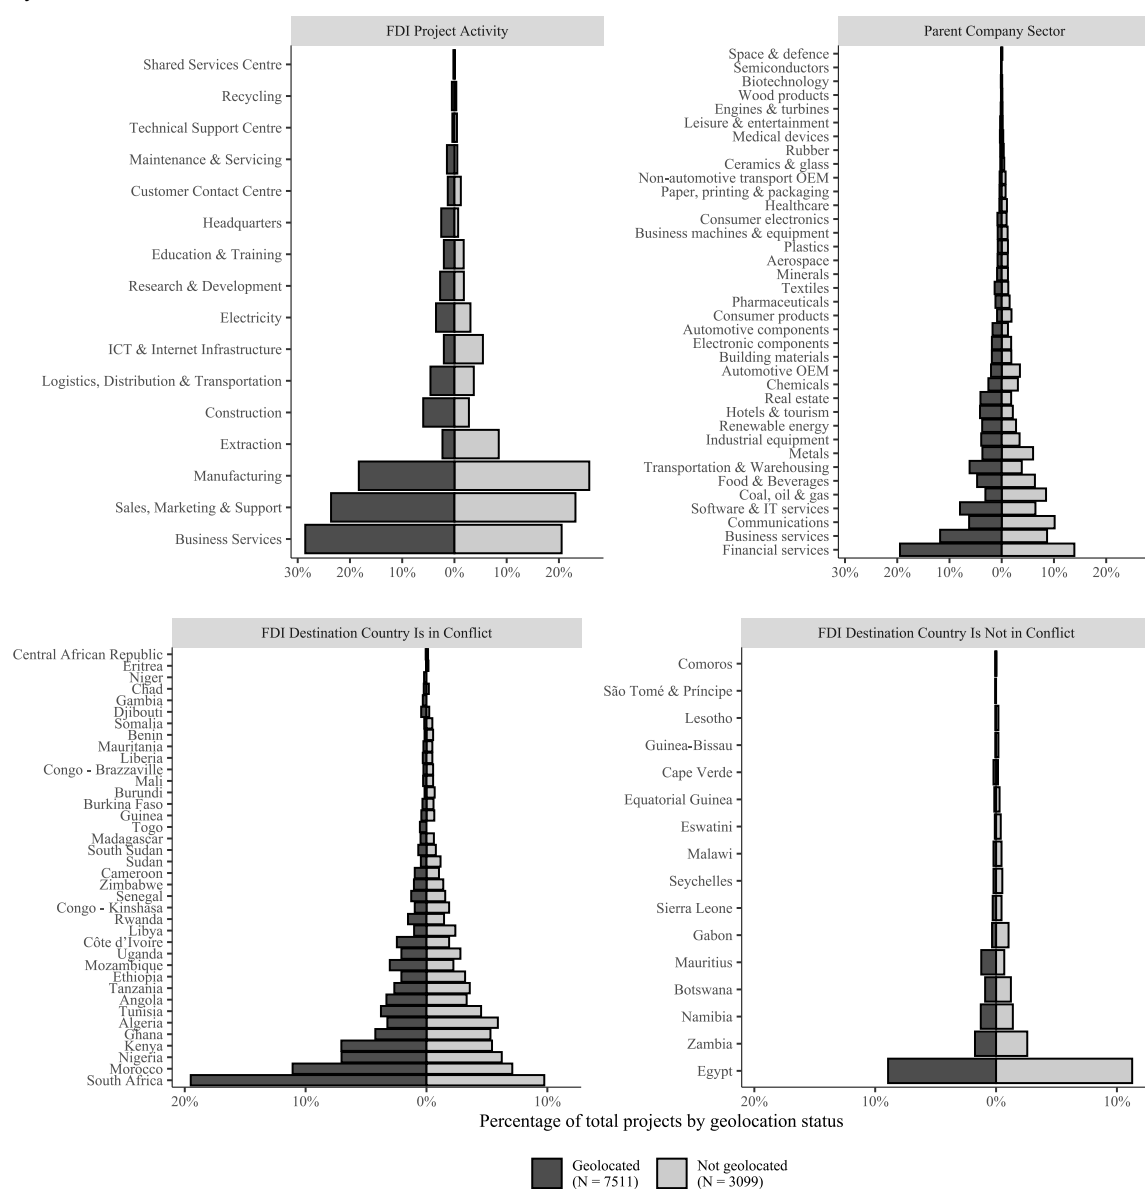 FDI Project Activity
Shared Services Centre
Recycling
Technical Support Centre
Maintenance & Servicing
Customer Contact Centre
Headquarters
Education & Training
Research & Development
Electricity
ICT & Internet Infrastructure
Logistics, Distribution & Transportation
Construction
Extraction
Manufacturing
Sales, Marketing & Support
Business Services
30% 20% 10% 0% 10% 20%
Parent Company Sector
Space & defence
Semiconductors
Biotechnology
Wood products
Engines & turbines
Leisure & entertainment
Medical devices
Rubber
Ceramics & glass
Non-automotive transport OEM
Paper, printing & packaging
Healthcare
Consumer electronics
Business machines & equipment
Plastics
Aerospace
Minerals
Textiles
Pharmaceuticals
Consumer products
Automotive components
Electronic components
Building materials
Automotive OEM
Chemicals
Real estate
Hotels & tourism
Renewable energy
Industrial equipment
Metals
Transportation & Warehousing
Food & Beverages
Coal, oil & gas
Software & IT services
Communications
Business services
Financial services
30% 20% 10% 0% 10% 20%
FDI Destination Country Is in Conflict
Central African Republic
Eritrea
Niger
Chad
Gambia
Djibouti
Somalia
Benin
Mauritania
Liberia
Congo - Brazzaville
Mali
Burundi
Burkina Faso
Guinea
Togo
Madagascar
South Sudan
Sudan
Cameroon
Zimbabwe
Senegal
Congo - Kinshasa
Rwanda
Libya
Côte d’Ivoire
Uganda
Mozambique
Ethiopia
Tanzania
Angola
Tunisia
Algeria
Ghana
Kenya
Nigeria
Morocco
South Africa
20% 10% 0% 10%
FDI Destination Country Is Not in Conflict
Comoros
São Tomé & Príncipe
Lesotho
Guinea-Bissau
Cape Verde
Equatorial Guinea
Eswatini
Malawi
Seychelles
Sierra Leone
Gabon
Mauritius
Botswana
Namibia
Zambia
Egypt
20% 10% 0% 10%
Percentage of total projects by geolocation status
Geolocated
(N = 7511)
Not geolocated
(N = 3099)